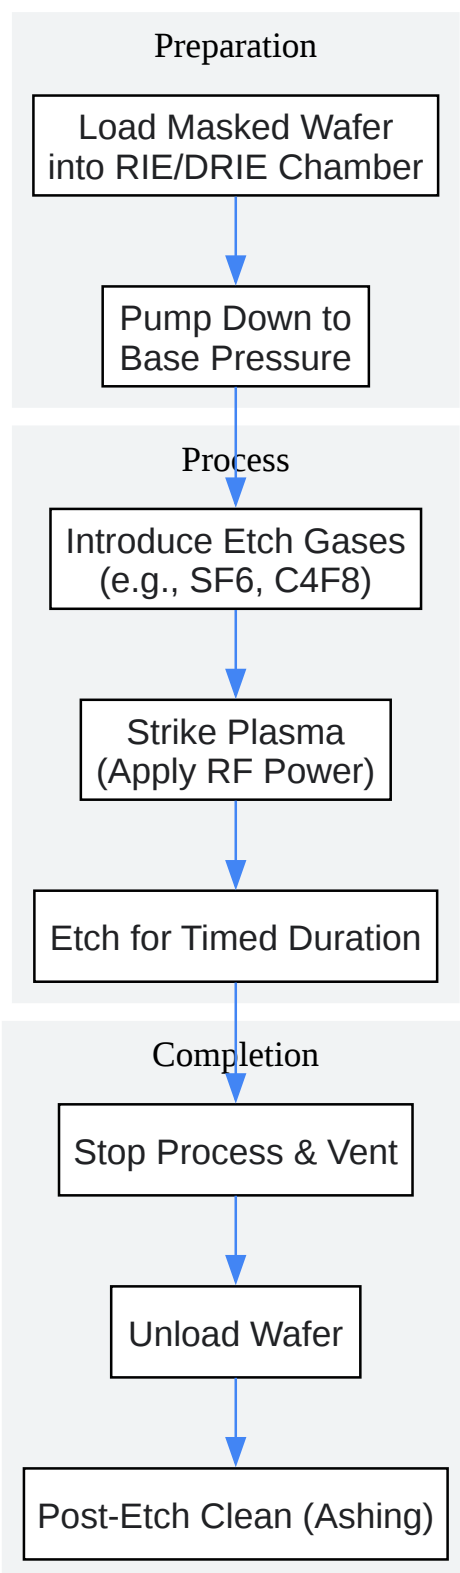 Preparation
Load Masked Wafer
into RIE/DRIE Chamber
Pump Down to
Base Pressure
Process
Introduce Etch Gases
(e.g., SF6, C4F8)
Strike Plasma
(Apply RF Power)
Etch for Timed Duration
Completion
Stop Process & Vent
Unload Wafer
Post-Etch Clean (Ashing)